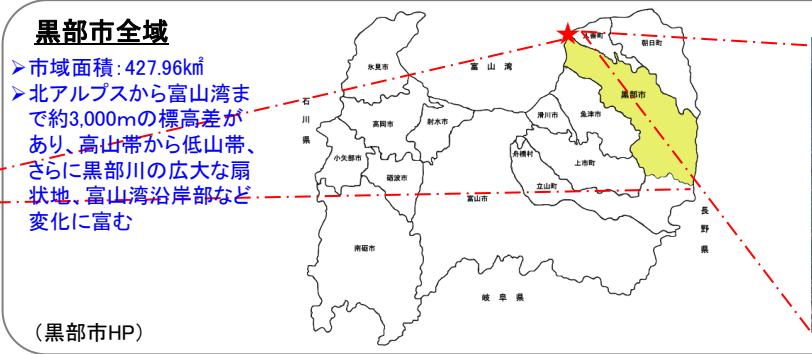 黒部市全域
➢市域面積：427.96㎢
➢北アルプスから富山湾ま
で約3,000mの標高差が
あり、高山帯から低山帯、
さらに黒部川の広大な扇
状地、富山湾沿岸部など
変化に富む
（黒部市HP）
氷見市
富山湾
入善町
朝日町
石川県
高岡市
射水市
滑川市
魚津市
黒部市
小矢部市
砺波市
舟橋村
上市町
立山町
富山市
南砺市
長野県
岐阜県